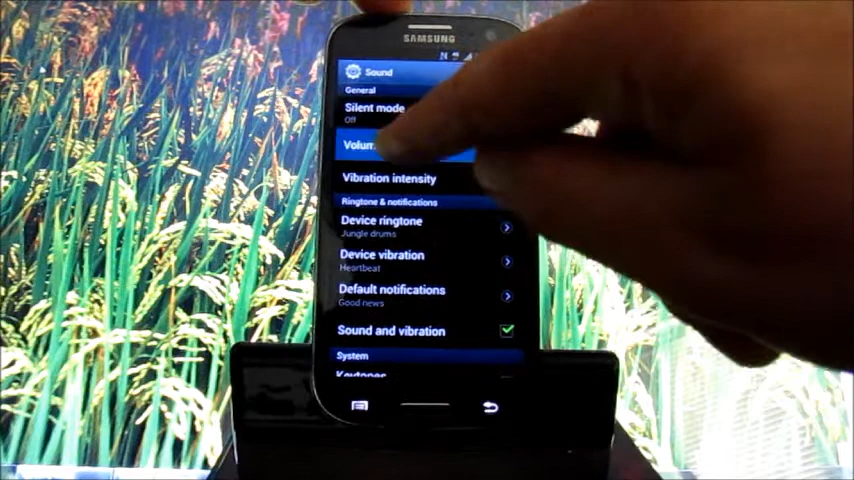 SAMSUNG
Sound
General
Silent mode
Off
Vibration intensity
Ringtone & notifications
Device ringtone
Jungle drums
Device vibration
Heartbeat
Default notifications
Good news
Sound and vibration
System